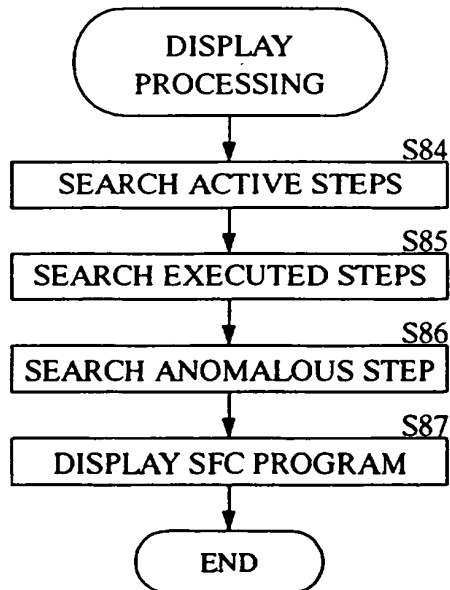 DISPLAY
PROCESSING
S84
SEARCH ACTIVE STEPS
S85
SEARCH EXECUTED STEPS
S86
SEARCH ANOMALOUS STEP
S87
DISPLAY SFC PROGRAM
END